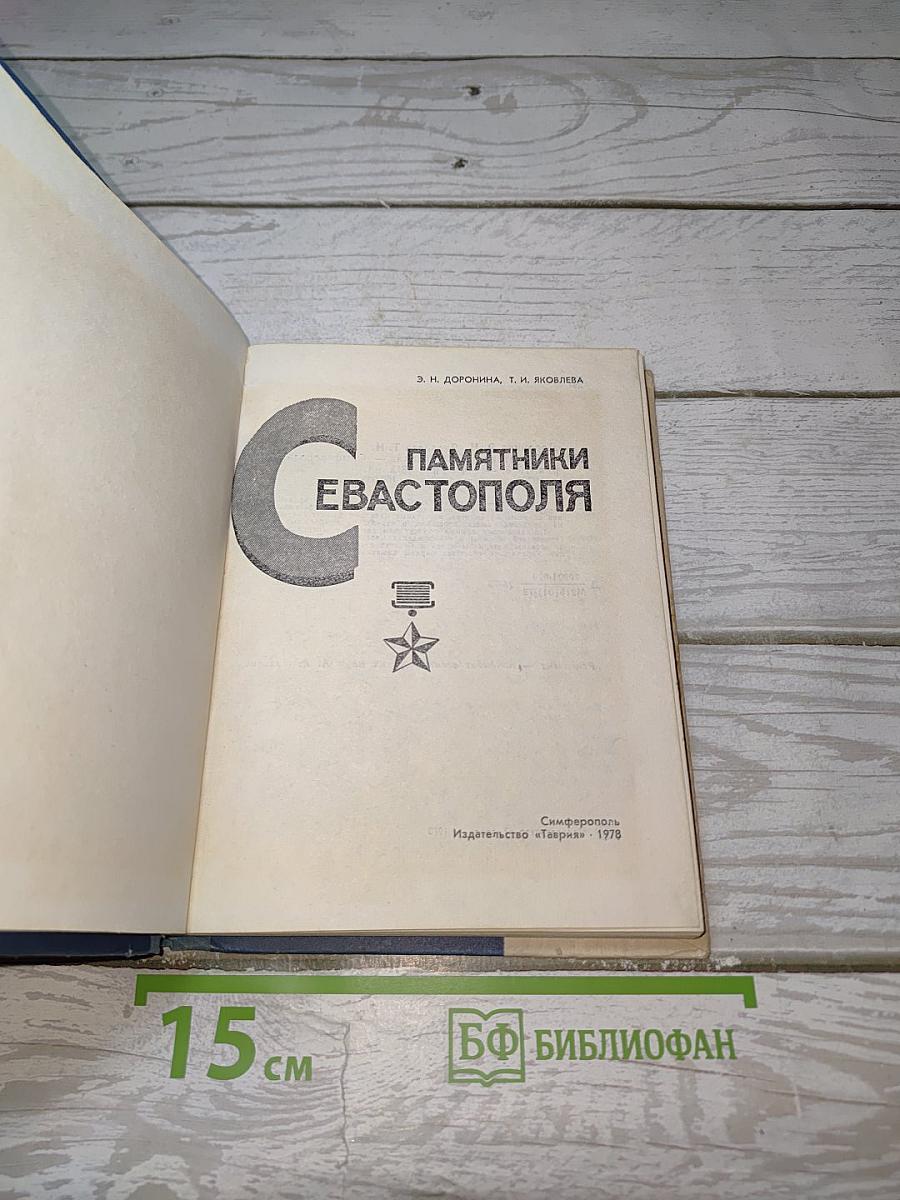 Э. Н. ДОРОНИНА, Т. И. ЯКОВЛЕВА
ПАМЯТНИКИ
СЕВАСТОПОЛЯ
Симферополь
Издательство «Таврия» · 1978
15 см
БФ БИБЛИОФАН